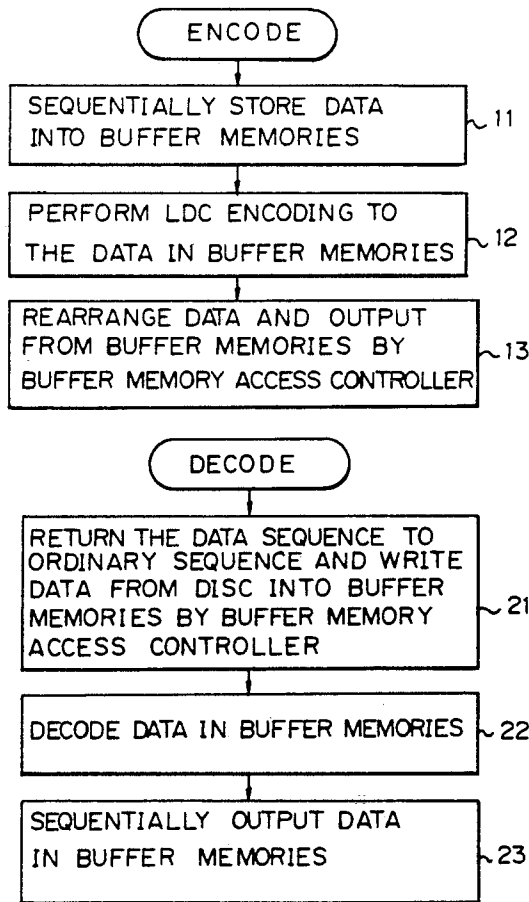 ENCODE
SEQUENTIALLY STORE DATA
INTO BUFFER MEMORIES
11
PERFORM LDC ENCODING TO
THE DATA IN BUFFER MEMORIES
12
REARRANGE DATA AND OUTPUT
FROM BUFFER MEMORIES BY
BUFFER MEMORY ACCESS CONTROLLER
13
DECODE
RETURN THE DATA SEQUENCE TO
ORDINARY SEQUENCE AND WRITE
DATA FROM DISC INTO BUFFER
MEMORIES BY BUFFER MEMORY
ACCESS CONTROLLER
21
DECODE DATA IN BUFFER MEMORIES
22
SEQUENTIALLY OUTPUT DATA
IN BUFFER MEMORIES
23